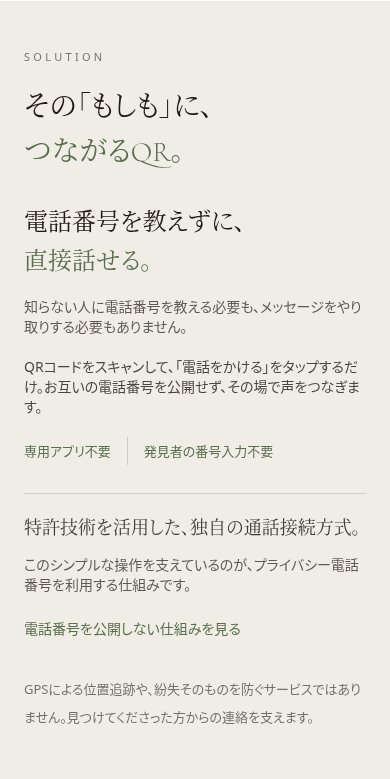 SOLUTION
その「もしも」に、
つながるQR。
電話番号を教えずに、
直接話せる。
知らない人に電話番号を教える必要も、メッセージをやり
取りする必要もありません。
QRコードをスキャンして、「電話をかける」をタップするだ
け。お互いの電話番号を公開せず、その場で声をつなぎま
す。
専用アプリ不要
発見者の番号入力不要
特許技術を活用した、独自の通話接続方式。
このシンプルな操作を支えているのが、プライバシー電話
番号を利用する仕組みです。
電話番号を公開しない仕組みを見る
GPSによる位置追跡や、紛失そのものを防ぐサービスではあり
ません。見つけてくださった方からの連絡を支えます。